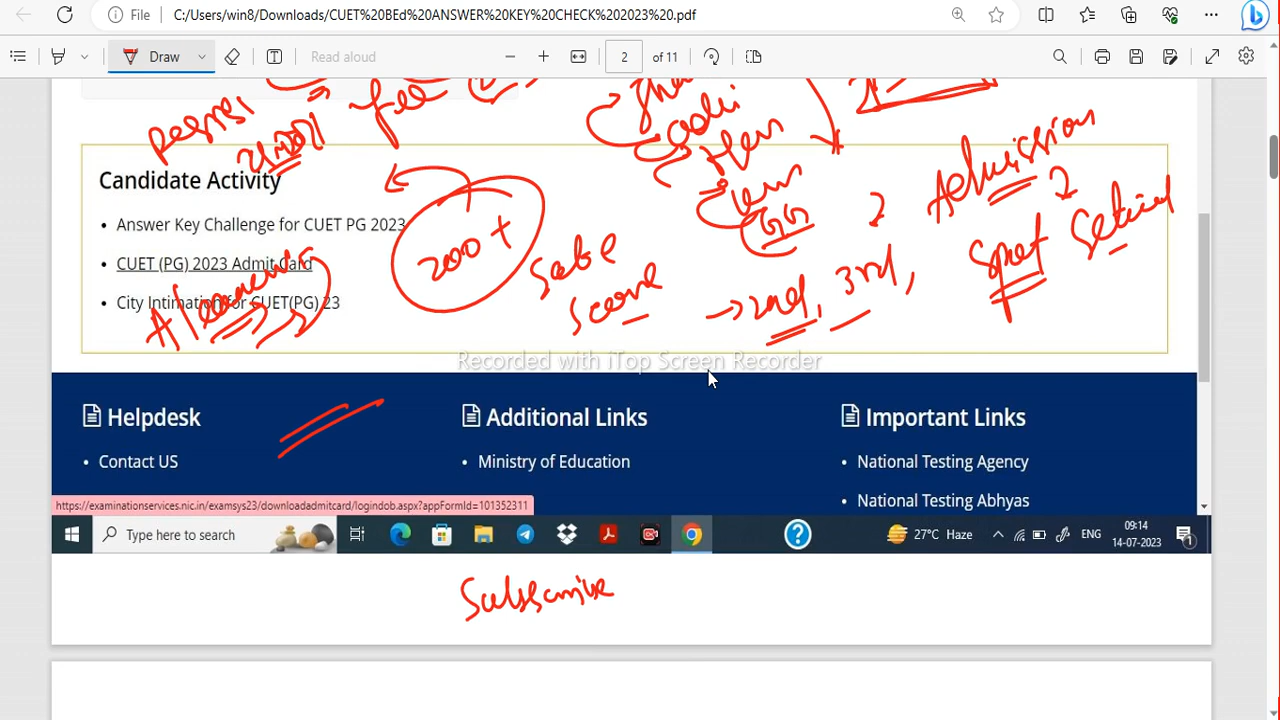 File
C:/Users/win8/Downloads/CUET%20BEd%20ANSWER%20KEY%20CHECK%202023%20.pdf
Draw
Read aloud
2 of 11
fee
Candidate Activity
Admission
• Answer Key Challenge for CUET PG 2023
200 +
Safe
Score
→ 2nd, 3rd,
Spot
• CUET (PG) 2023 Admit Card
• City Intimation for CUET(PG) 23
Recorded with iTop Screen Recorder
Helpdesk
• Contact US
Additional Links
• Ministry of Education
Important Links
• National Testing Agency
• National Testing Abhyas
https://examinationservices.nic.in/examsys23/downloadadmitcard/logindob.aspx?appFormId=101352311
Type here to search
27°C Haze
ENG
09:14
14-07-2023
1